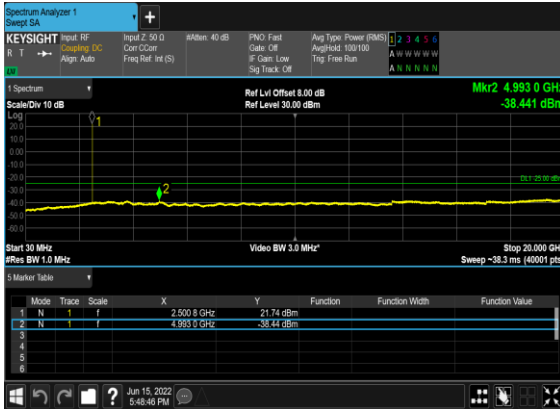 Spectrum Analyzer 1
Swept SA
+
KEYSIGHT Input: RF Input Z: 50 Ω #Atten: 40 dB PNO: Fast Avg Type: Power (RMS) 1 2 3 4 5 6
R T Coupling: DC Corr CCorr Gate: Off Avg|Hold: 100/100 A W W W W W
Align: Auto Freq Ref: Int (S) IF Gain: Low Trig: Free Run
Sig Track: Off A N N N N N
1 Spectrum Ref Lvl Offset 8.00 dB Mkr2 4.993 0 GHz
Scale/Div 10 dB Ref Level 30.00 dBm -38.441 dBm
Log
20.0
10.0
0.00
-10.0
-20.0
-30.0
-40.0
-50.0
-60.0
1
2
Start 30 MHz Video BW 3.0 MHz* Stop 20.000 GH
#Res BW 1.0 MHz Sweep ~38.3 ms (40001 pts
5 Marker Table
Mode Trace Scale X Y Function Function Width Function Value
1 N 1 f 2.500 8 GHz 21.74 dBm
2 N 1 f 4.993 0 GHz -38.44 dBm
3
4
5
6
? Jun 15, 2022
5:48:46 PM